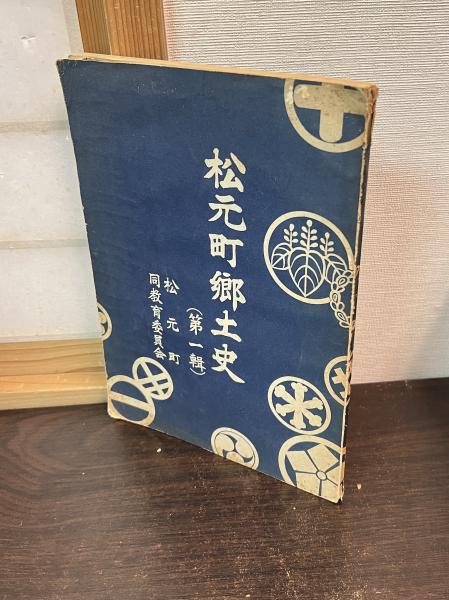 松元町郷土史
(第一輯)
松元町
同教育委員会